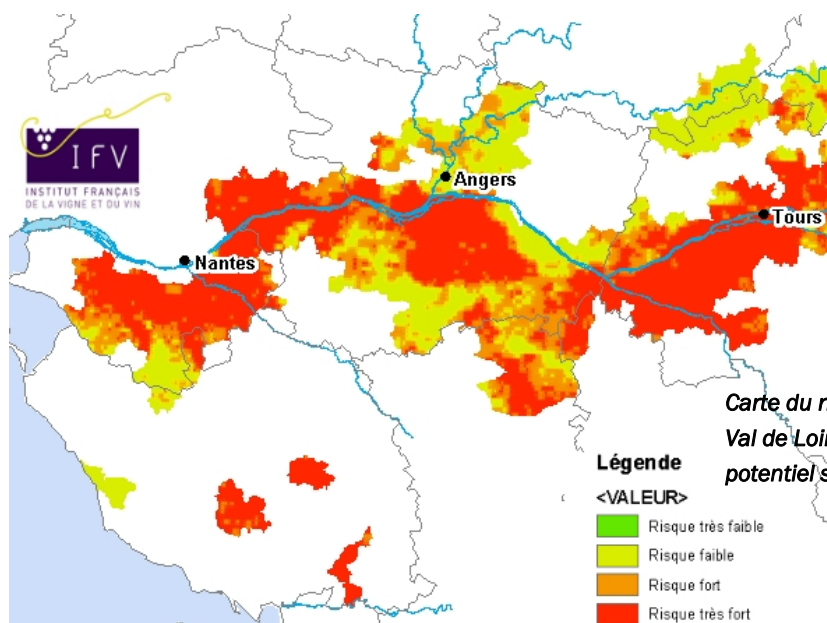 IFV
INSTITUT FRANÇAIS
DE LA VIGNE ET DU VIN
Angers
Tours
Nantes
Carte du
Val de
potentiel
Légende
<VALEUR>
Risque très faible
Risque faible
Risque fort
Risque très fort